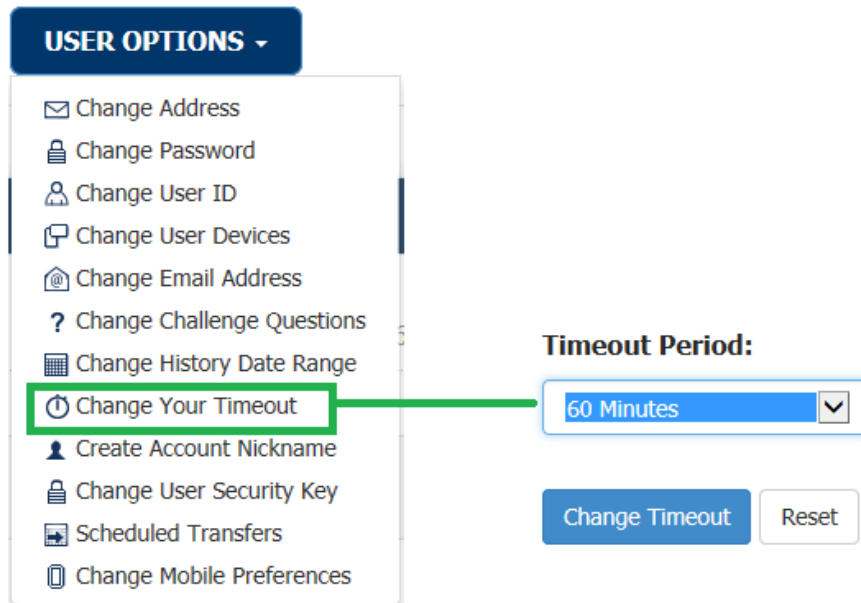 USER OPTIONS
Change Address
Change Password
Change User ID
Change User Devices
Change Email Address
? Change Challenge Questions
Change History Date Range
Change Your Timeout
Create Account Nickname
Change User Security Key
Scheduled Transfers
Change Mobile Preferences
Timeout Period:
60 Minutes
Change Timeout Reset